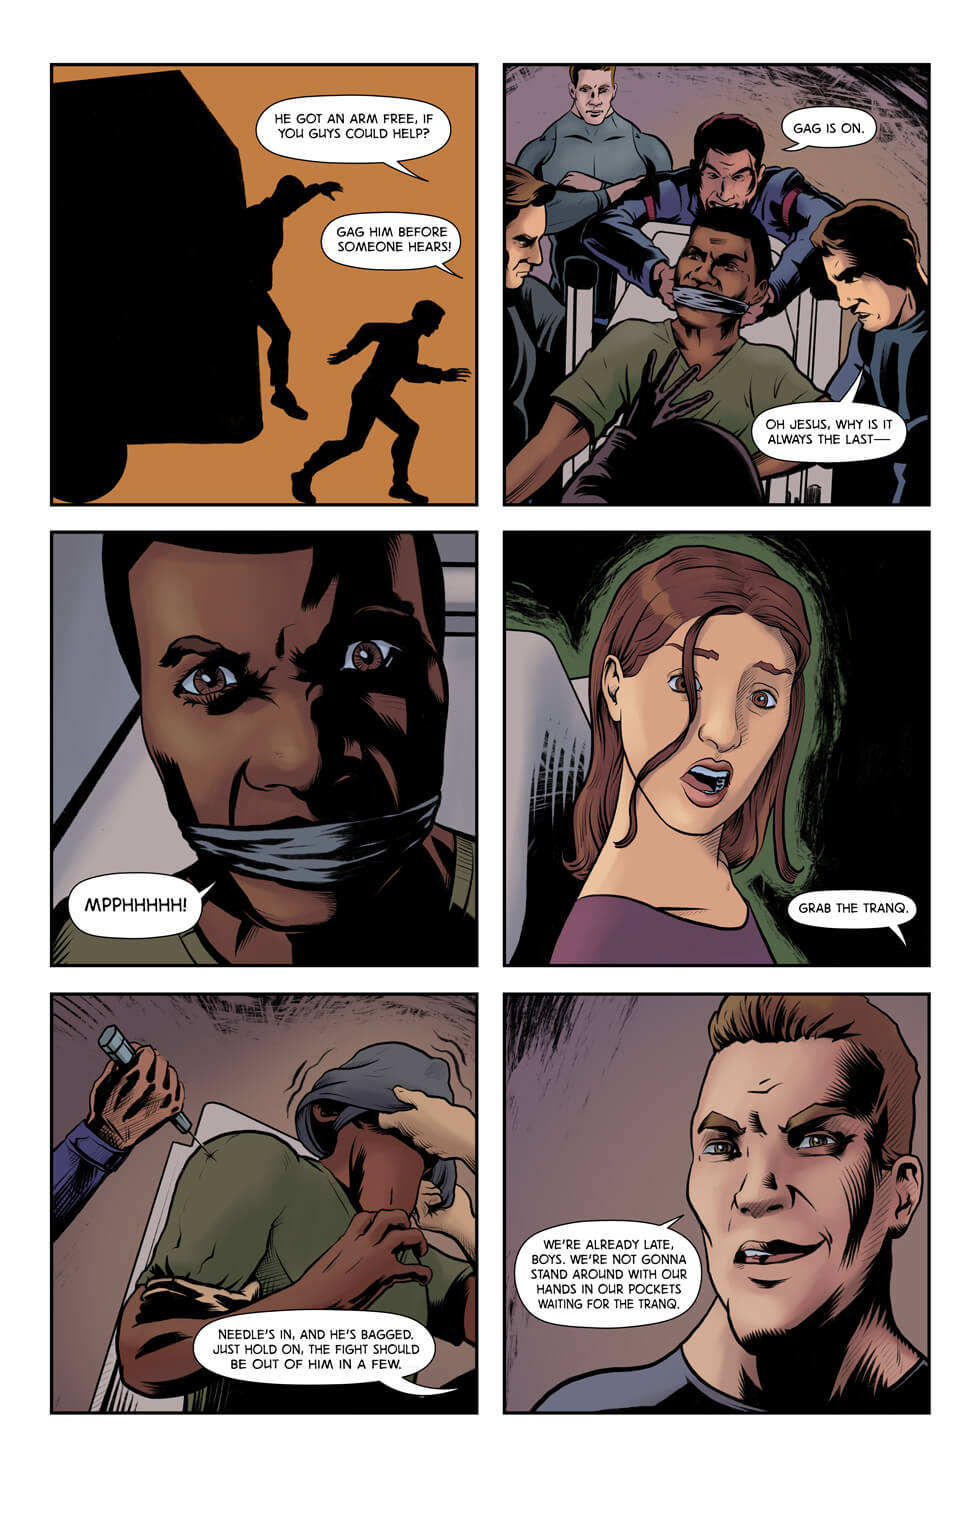 HE GOT AN ARM FREE, IF
YOU GUYS COULD HELP?
GAG HIM BEFORE
SOMEONE HEARS!
GAG IS ON.
OH JESUS, WHY IS IT
ALWAYS THE LAST—
MPPHHHHH!
GRAB THE TRANQ.
NEEDLE'S IN, AND HE'S BAGGED.
JUST HOLD ON, THE FIGHT SHOULD
BE OUT OF HIM IN A FEW.
WE'RE ALREADY LATE,
BOYS. WE'RE NOT GONNA
STAND AROUND WITH OUR
HANDS IN OUR POCKETS
WAITING FOR THE TRANQ.